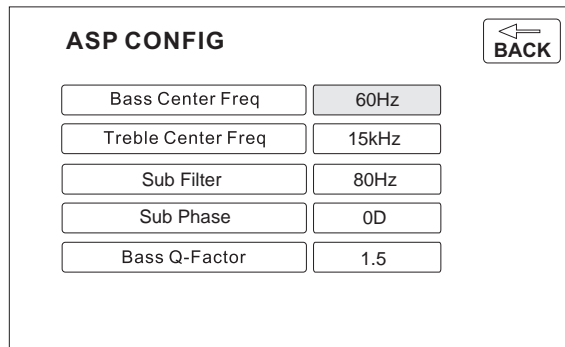 ASP CONFIG
BACK
Bass Center Freq 60Hz
Treble Center Freq 15kHz
Sub Filter 80Hz
Sub Phase 0D
Bass Q-Factor 1.5